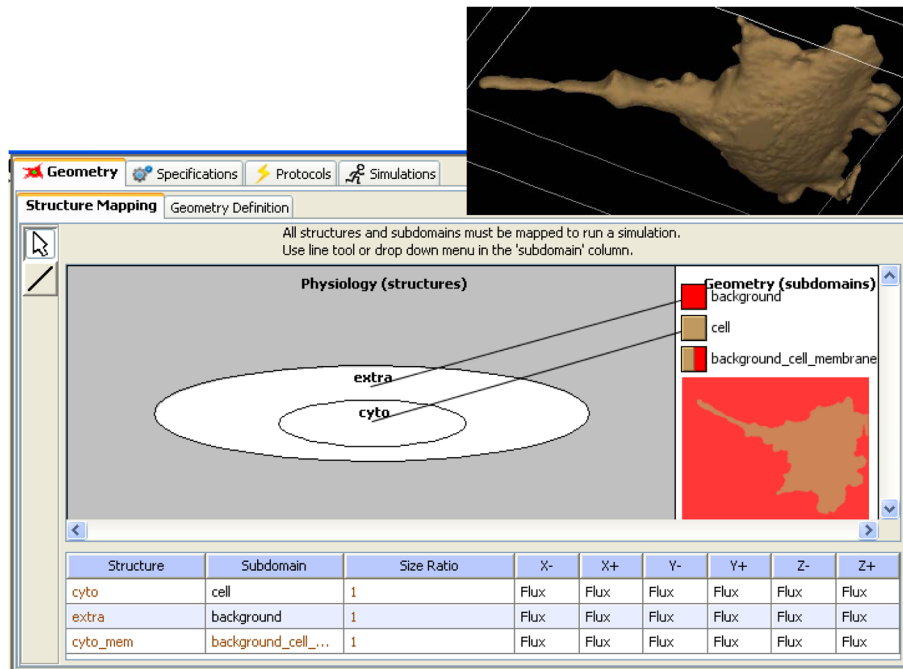 Geometry Specifications Protocols Simulations
Structure Mapping Geometry Definition
All structures and subdomains must be mapped to run a simulation.
Use line tool or drop down menu in the 'subdomain' column.
Physiology (structures) Geometry (subdomains)
background
cell
background_cell_membrane
extra
cyto
Structure Subdomain Size Ratio X- X+ Y- Y+ Z- Z+
cyto cell 1 Flux Flux Flux Flux Flux Flux
extra background 1 Flux Flux Flux Flux Flux Flux
cyto_mem background_cell_... 1 Flux Flux Flux Flux Flux Flux